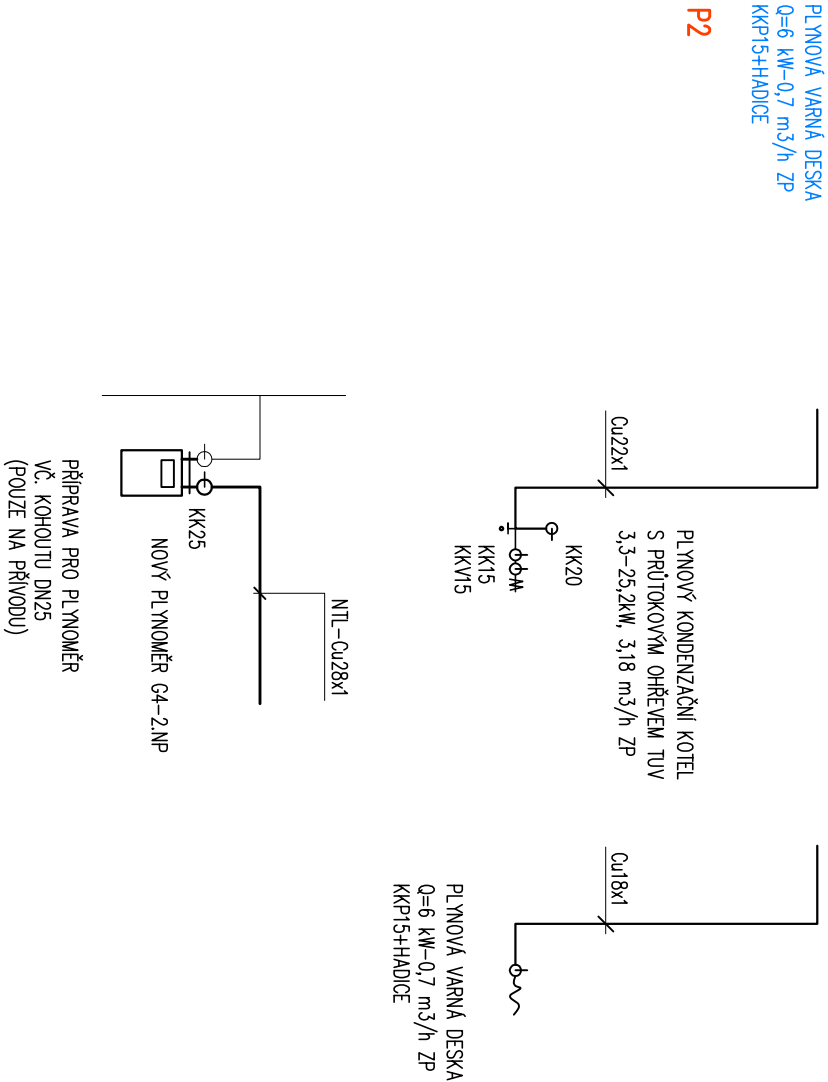 PLYNOVÁ VARNÁ DESKA
Q=6 kW-0,7 m3/h ZP
KKP15+HADICE
P2
Cu22x1
KK20
KK15
KKV15
PLYNOVÝ KONDENZAČNÍ KOTEL
S PRŮTOKOVÝM OHŘEVEM TUV
3,3-25,2kW, 3,18 m3/h ZP
Cu18x1
PLYNOVÁ VARNÁ DESKA
Q=6 kW-0,7 m3/h ZP
KKP15+HADICE
NTL-Cu28x1
KK25
NOVÝ PLYNOMĚR G4-2.NP
PŘÍPRAVA PRO PLYNOMĚR
VČ. KOHOUTU DN25
(POUZE NA PŘÍVODU)